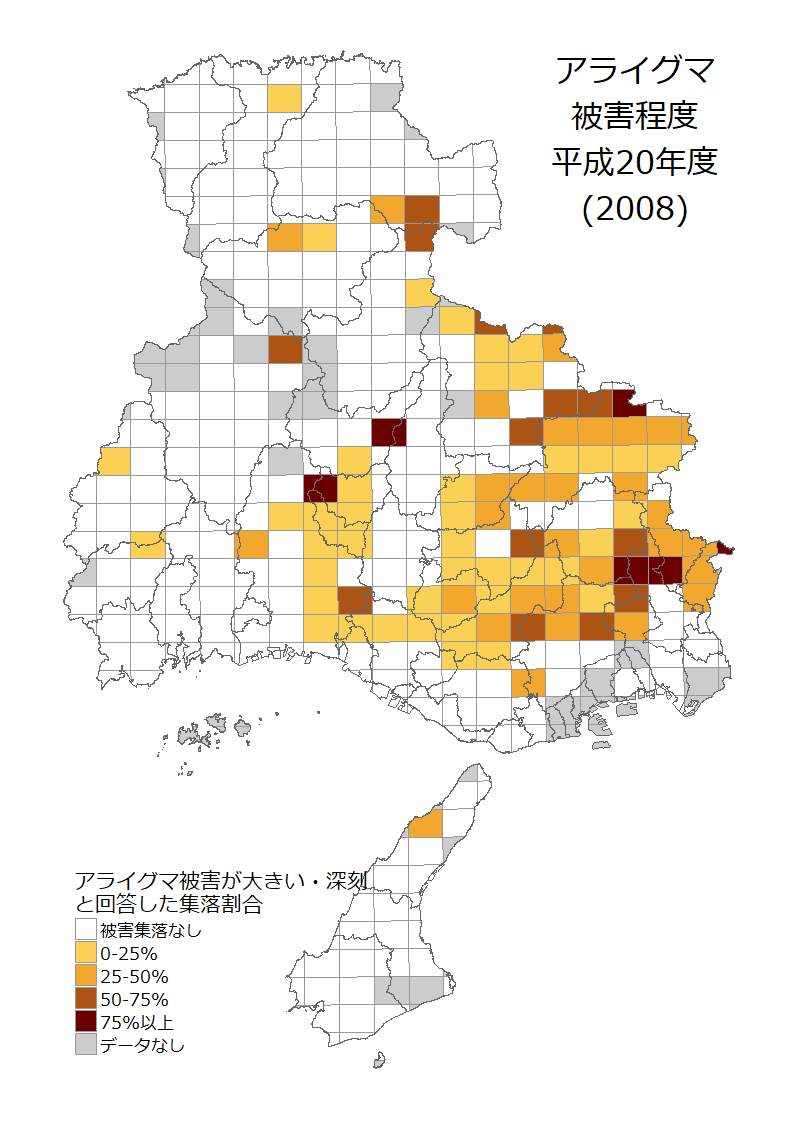 アライグマ
被害程度
平成20年度
(2008)
アライグマ被害が大きい・深刻
と回答した集落割合
被害集落なし
0-25%
25-50%
50-75%
75%以上
データなし